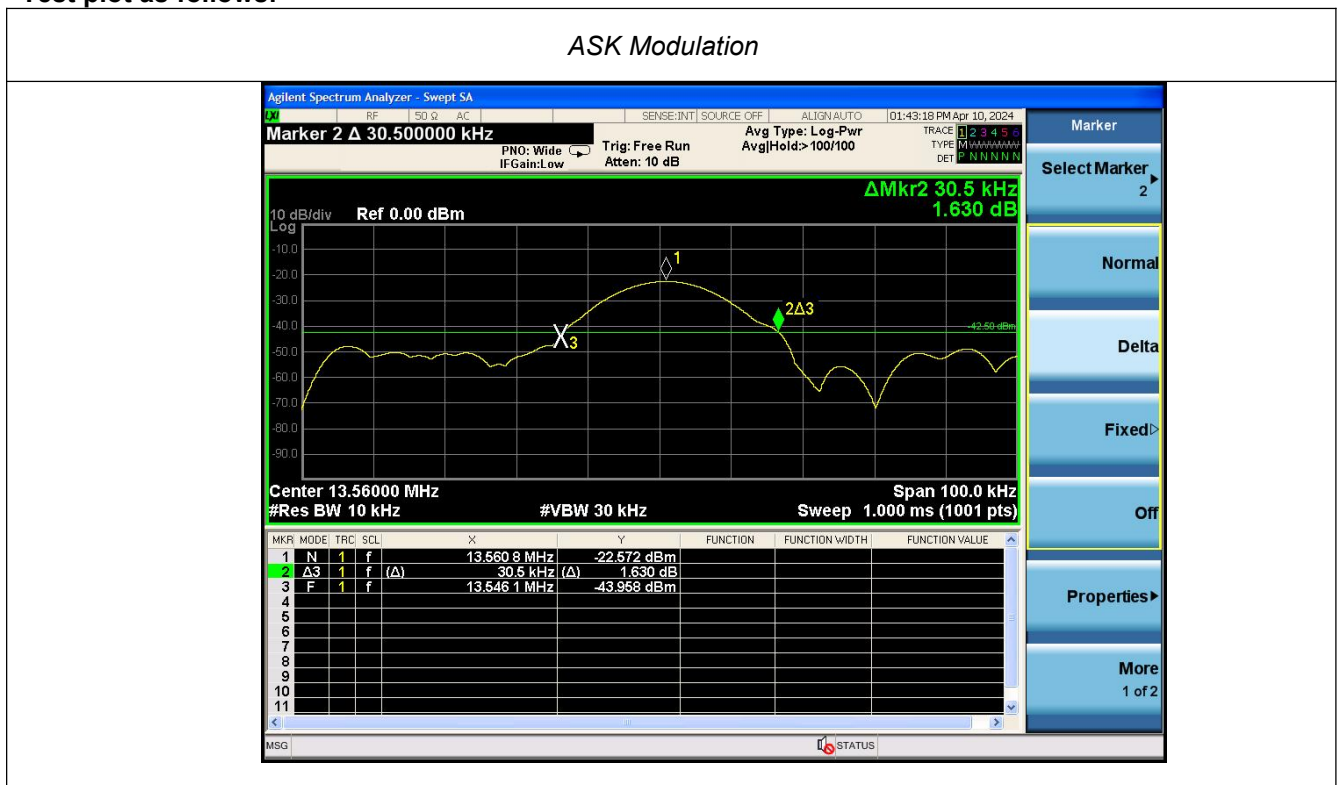 Test plot as follows:
ASK Modulation
Agilent Spectrum Analyzer - Swept SA
LXI RF 50 Ω AC SENSE:INT SOURCE OFF ALIGN AUTO 01:43:18 PM Apr 10, 2024
Marker 2 Δ 30.500000 kHz
PNO: Wide
IFGain:Low
Trig: Free Run
Atten: 10 dB
Avg Type: Log-Pwr
Avg|Hold:>100/100
TRACE 1 2 3 4 5 6
TYPE M WWWWW
DET P N N N N N
ΔMkr2 30.5 kHz
1.630 dB
10 dB/div Ref 0.00 dBm
Log
-10.0
-20.0
-30.0
-40.0
-50.0
-60.0
-70.0
-80.0
-90.0
1
2Δ3
3
-42.50 dBm
Center 13.56000 MHz Span 100.0 kHz
#Res BW 10 kHz #VBW 30 kHz Sweep 1.000 ms (1001 pts)
MKR MODE TRC SCL X Y FUNCTION FUNCTION WIDTH FUNCTION VALUE
1 N 1 f 13.560 8 MHz -22.572 dBm
2 Δ3 1 f (Δ) 30.5 kHz (Δ) 1.630 dB
3 F 1 f 13.546 1 MHz -43.958 dBm
4
5
6
7
8
9
10
11
MSG STATUS
Marker
Select Marker
2
Normal
Delta
Fixed
Off
Properties
More
1 of 2